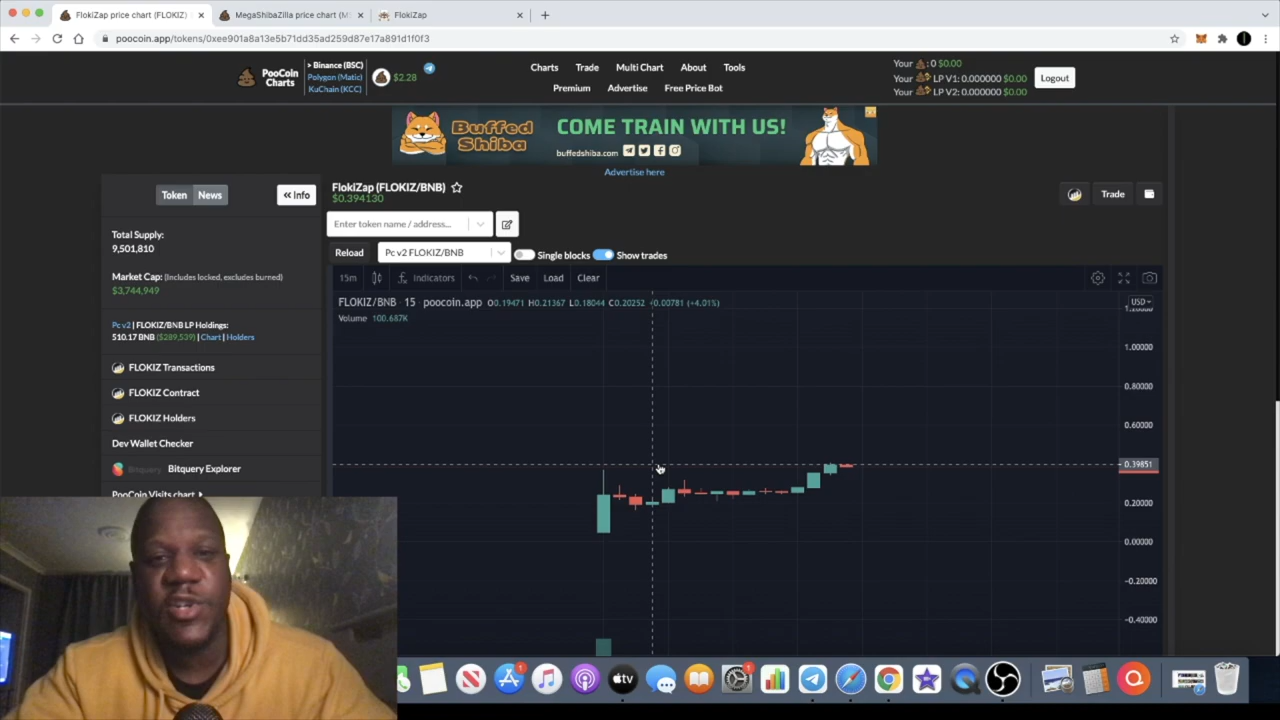 FlokiZap price chart (FLOKIZ)
MegaShibaZilla price chart (M
FlokiZap
poocoin.app/tokens/0xee901a8a13e5b71dd35ad259d87e17a891d1f0f3
PooCoin
Charts
> Binance (BSC)
Polygon (Matic)
KuChain (KCC)
$2.28
Charts
Trade
Multi Chart
About
Tools
Premium
Advertise
Free Price Bot
Your : 0 $0.00
Your LP V1: 0.000000 $0.00
Your LP V2: 0.000000 $0.00
Logout
Buffed
Shiba
COME TRAIN WITH US!
buffedshiba.com
Advertise here
Token
News
« Info
FlokiZap (FLOKIZ/BNB)
$0.394130
Trade
Enter token name / address...
Total Supply:
9,501,810
Market Cap: (Includes locked, excludes burned)
$3,744,949
Reload
Pc v2 FLOKIZ/BNB
Single blocks
Show trades
15m
Indicators
Save
Load
Clear
FLOKIZ/BNB · 15 poocoin.app O0.19471 H0.21367 L0.18044 C0.20252 +0.00781 (+4.01%)
USD
Volume 100.687K
1.20000
1.00000
0.80000
0.60000
0.39851
0.20000
0.00000
-0.20000
-0.40000
Pc v2 | FLOKIZ/BNB LP Holdings:
510.17 BNB ($289,539) | Chart | Holders
FLOKIZ Transactions
FLOKIZ Contract
FLOKIZ Holders
Dev Wallet Checker
Bitquery
Bitquery Explorer
PooCoin Visits chart
tv